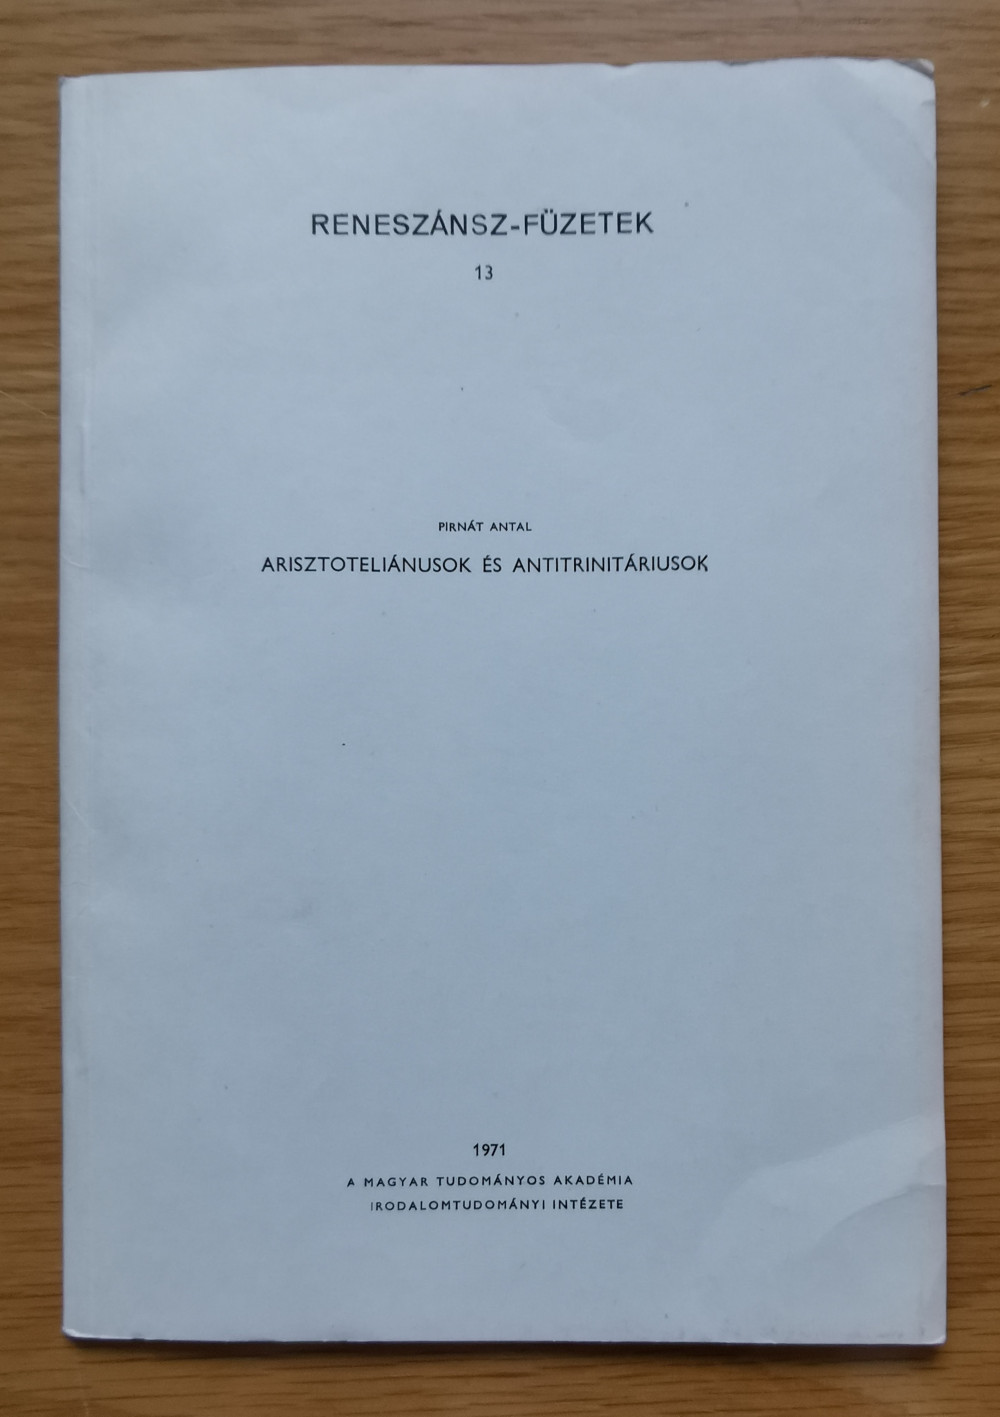 RENESZÁNSZ-FÜZETEK
13
PIRNÁT ANTAL
ARISZTOTELIÁNUSOK ÉS ANTITRINITÁRIUSOK
1971
A MAGYAR TUDOMÁNYOS AKADÉMIA
IRODALOMTUDOMÁNYI INTÉZETE